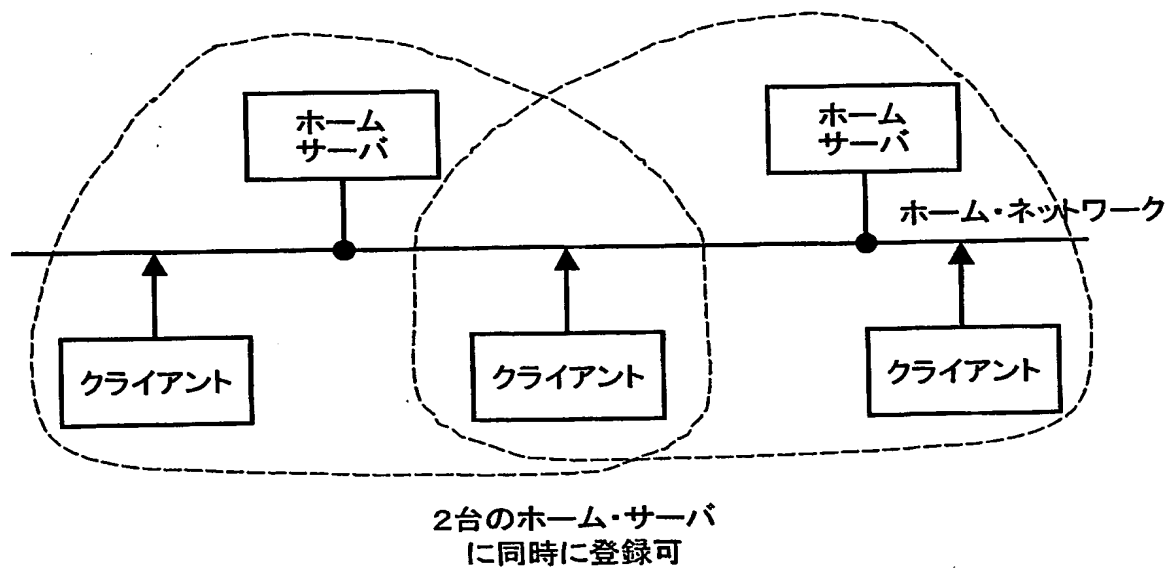 ホーム
サーバ
ホーム
サーバ
ホーム・ネットワーク
クライアント
クライアント
クライアント
2台のホーム・サーバ
に同時に登録可